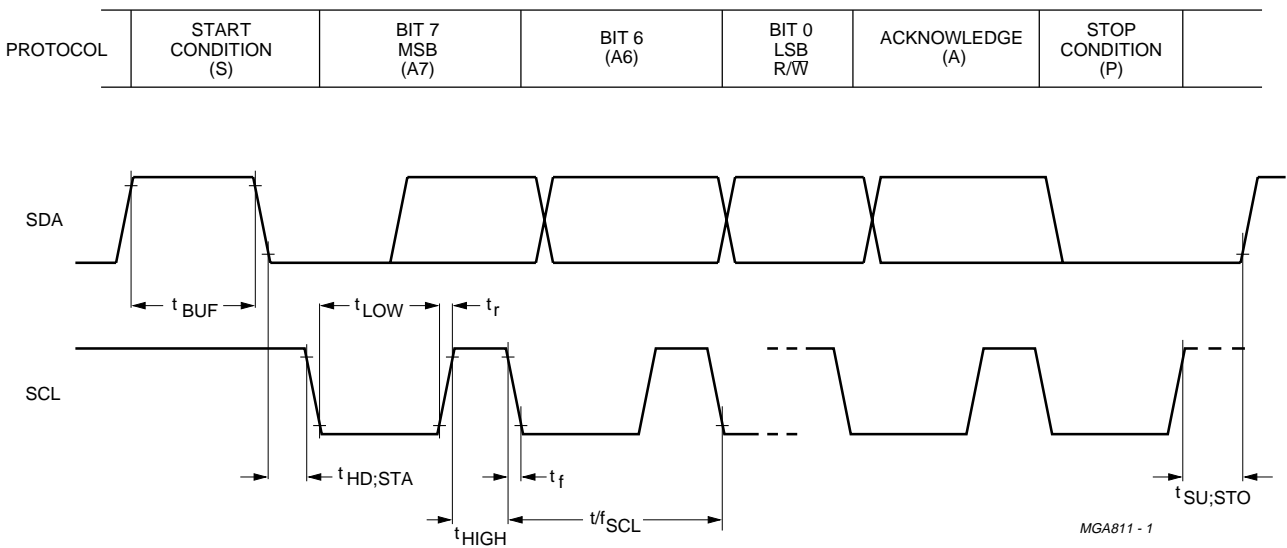 PROTOCOL
START
CONDITION
(S)
BIT 7
MSB
(A7)
BIT 6
(A6)
BIT 0
LSB
R/W̅
ACKNOWLEDGE
(A)
STOP
CONDITION
(P)
SDA
t BUF
t LOW
t r
SCL
t HD;STA
t f
t HIGH
t/f SCL
t SU;STO
MGA811 - 1